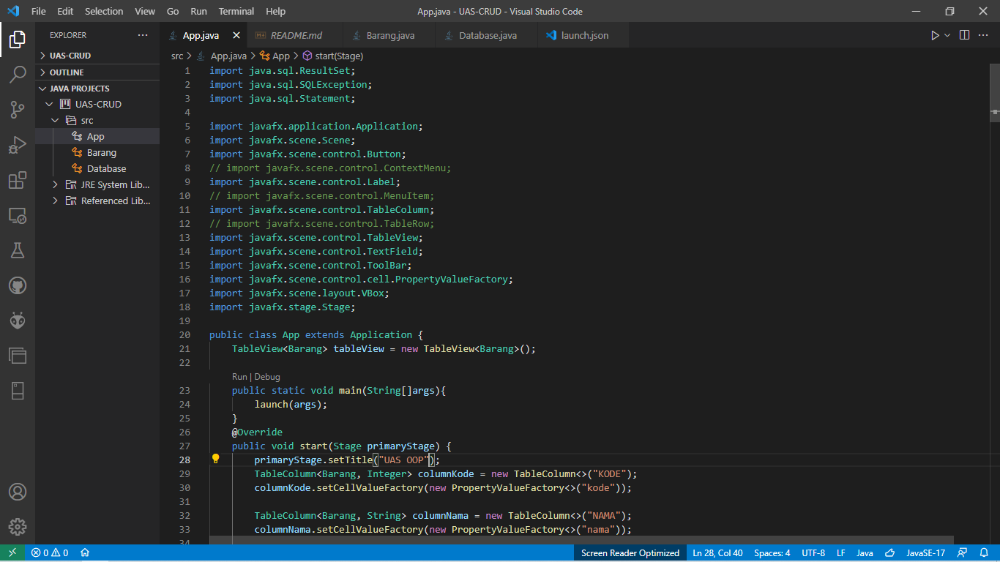 File Edit Selection View Go Run Terminal Help App.java - UAS-CRUD - Visual Studio Code
EXPLORER ···
UAS-CRUD
OUTLINE
JAVA PROJECTS
UAS-CRUD
src
App
Barang
Database
JRE System Lib...
Referenced Lib...
App.java README.md Barang.java Database.java launch.json
src > App.java > App > start(Stage)
1 import java.sql.ResultSet;
2 import java.sql.SQLException;
3 import java.sql.Statement;
4
5 import javafx.application.Application;
6 import javafx.scene.Scene;
7 import javafx.scene.control.Button;
8 // import javafx.scene.control.ContextMenu;
9 import javafx.scene.control.Label;
10 // import javafx.scene.control.MenuItem;
11 import javafx.scene.control.TableColumn;
12 // import javafx.scene.control.TableRow;
13 import javafx.scene.control.TableView;
14 import javafx.scene.control.TextField;
15 import javafx.scene.control.ToolBar;
16 import javafx.scene.control.cell.PropertyValueFactory;
17 import javafx.scene.layout.VBox;
18 import javafx.stage.Stage;
19
20 public class App extends Application {
21 TableView<Barang> tableView = new TableView<Barang>();
22
Run | Debug
23 public static void main(String[]args){
24 launch(args);
25 }
26 @Override
27 public void start(Stage primaryStage) {
28 primaryStage.setTitle("UAS OOP");
29 TableColumn<Barang, Integer> columnKode = new TableColumn<>("KODE");
30 columnKode.setCellValueFactory(new PropertyValueFactory<>("kode"));
31
32 TableColumn<Barang, String> columnNama = new TableColumn<>("NAMA");
33 columnNama.setCellValueFactory(new PropertyValueFactory<>("nama"));
34
0 0 Screen Reader Optimized Ln 28, Col 40 Spaces: 4 UTF-8 LF Java JavaSE-17